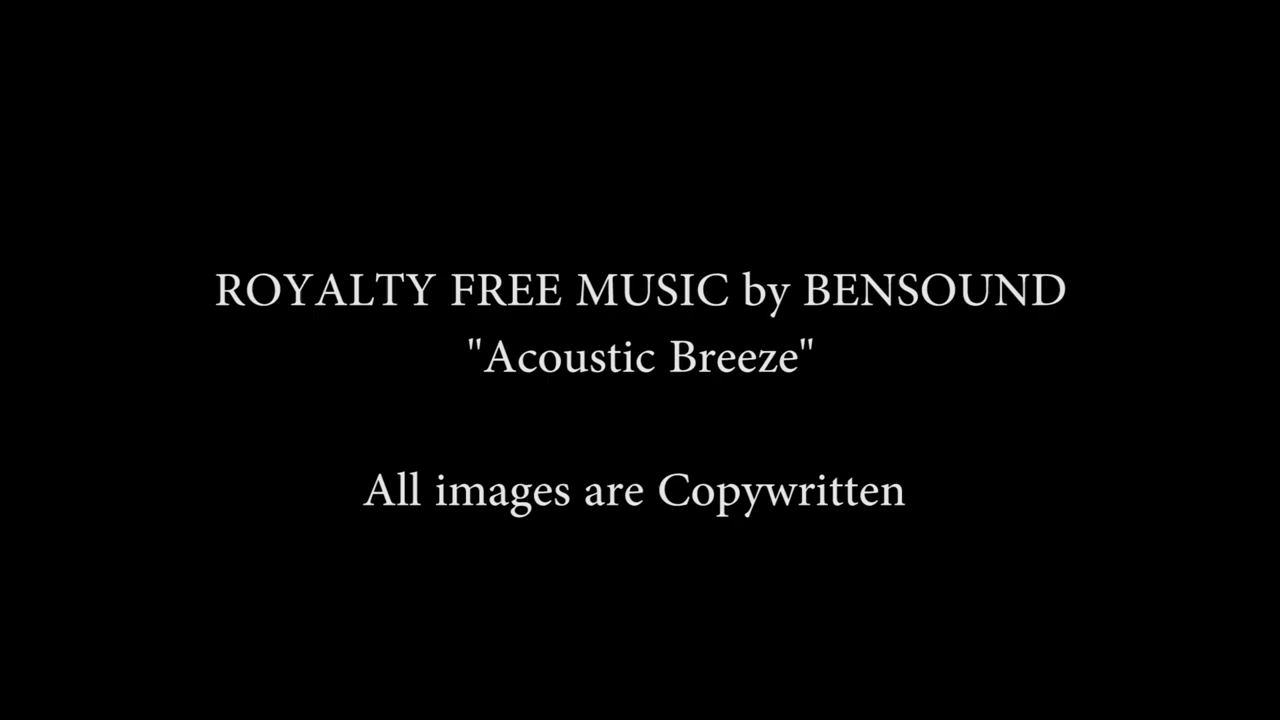 ROYALTY FREE MUSIC by BENSOUND
"Acoustic Breeze"
All images are Copywritten